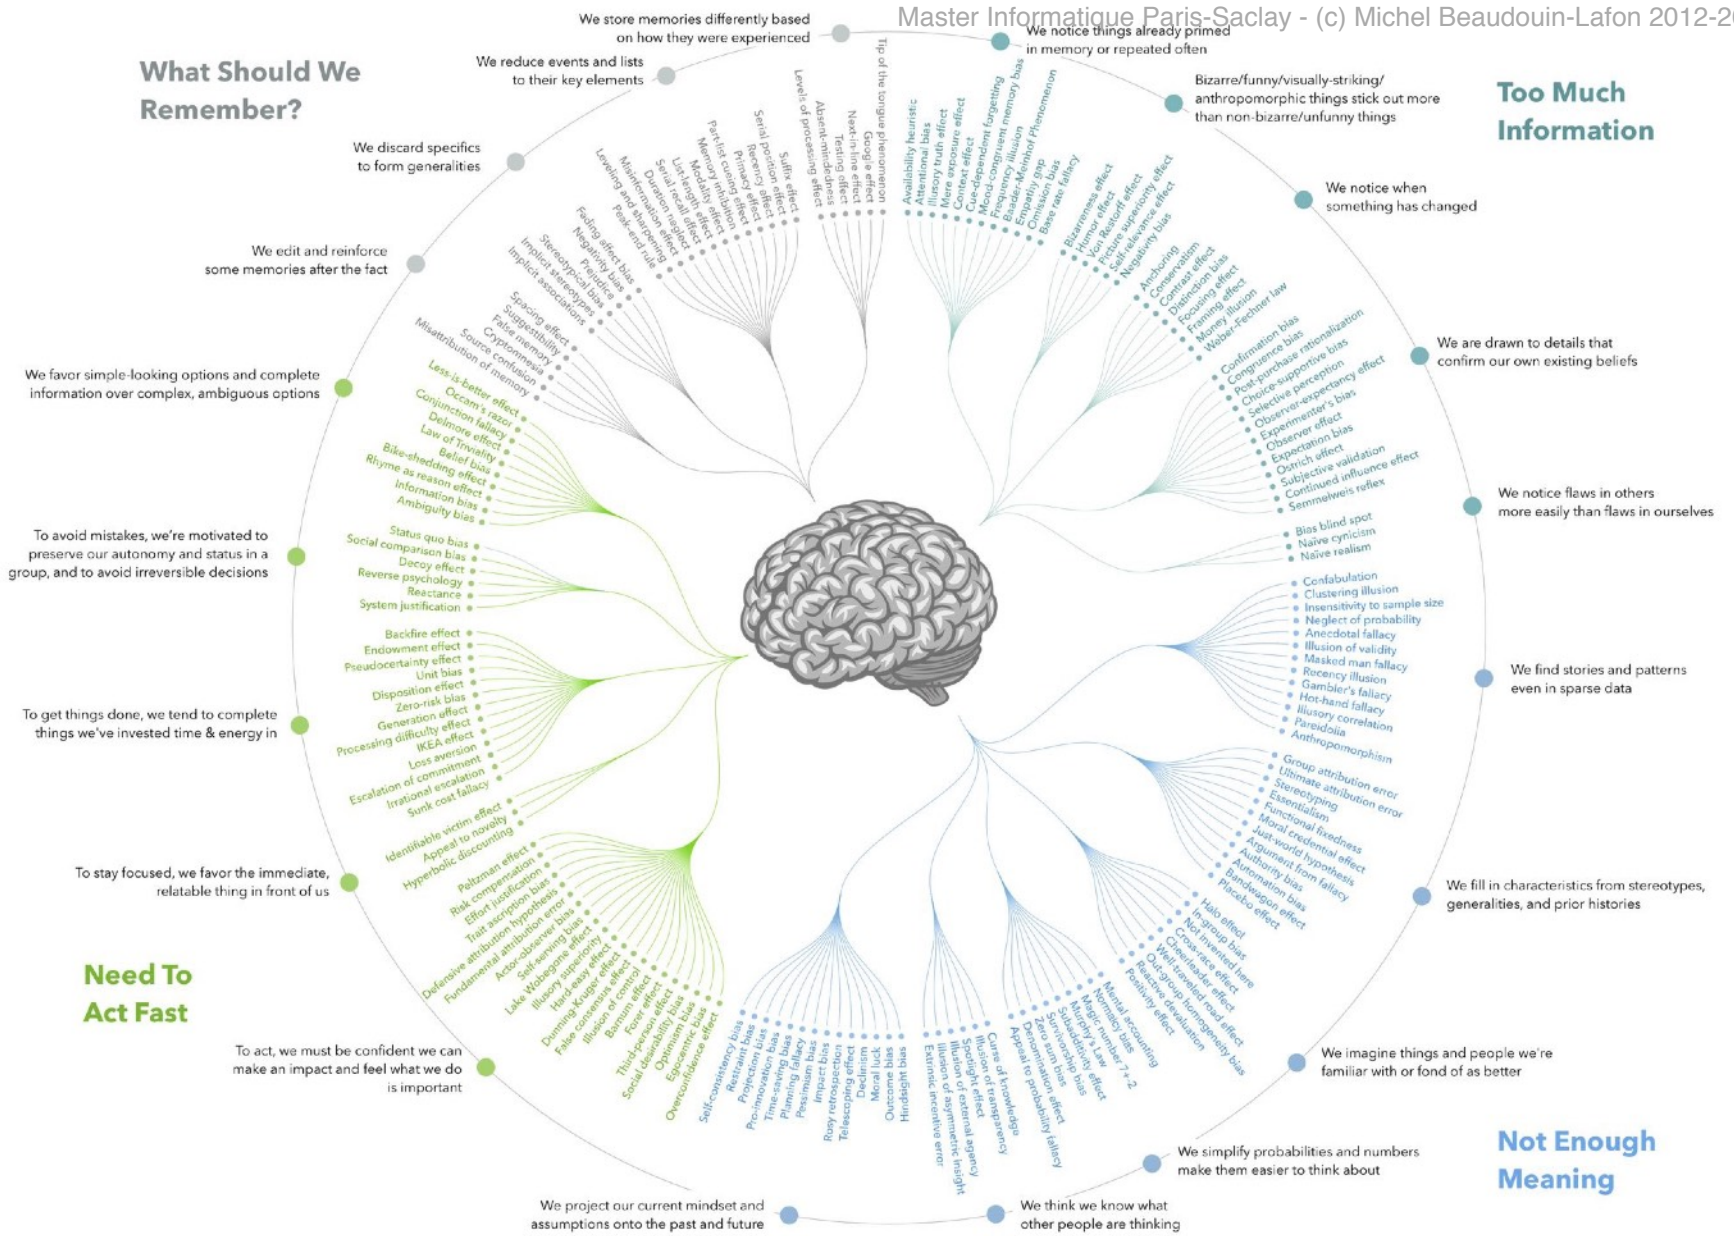 Master Informatique Paris-Saclay - (c) Michel Beaudouin-Lafon 2012-2
What Should We
Remember?
We store memories differently based
on how they were experienced
We reduce events and lists
to their key elements
We discard specifics
to form generalities
We edit and reinforce
some memories after the fact
Tip of the tongue phenomenon
Google effect
Next-in-line effect
Testing effect
Absent-mindedness
Levels of processing effect
Suffix effect
Serial position effect
Recency effect
Primacy effect
Memory inhibition
Part-list cueing effect
Modality effect
List-length effect
Serial recall effect
Duration neglect
Misinformation effect
Leveling and sharpening
Peak-end rule
Fading affect bias
Negativity bias
Prejudice
Stereotypical bias
Implicit stereotypes
Implicit associations
Spacing effect
Suggestibility
False memory
Cryptomnesia
Source confusion
Misattribution of memory
Too Much
Information
We notice things already primed
in memory or repeated often
Bizarre/funny/visually-striking/
anthropomorphic things stick out more
than non-bizarre/unfunny things
We notice when
something has changed
We are drawn to details that
confirm our own existing beliefs
We notice flaws in others
more easily than flaws in ourselves
Availability heuristic
Attentional bias
Illusory truth effect
Mere exposure effect
Context effect
Cue-dependent forgetting
Mood-congruent memory bias
Frequency illusion
Baader-Meinhof Phenomenon
Empathy gap
Omission bias
Base rate fallacy
Bizarreness effect
Humor effect
Von Restorff effect
Picture superiority effect
Self-relevance effect
Negativity bias
Anchoring
Conservatism
Contrast effect
Distinction bias
Focusing effect
Framing effect
Money illusion
Weber-Fechner law
Confirmation bias
Congruence bias
Post-purchase rationalization
Choice-supportive bias
Selective perception
Observer-expectancy effect
Experimenter's bias
Observer effect
Expectation bias
Ostrich effect
Subjective validation
Continued influence effect
Semmelweis reflex
Bias blind spot
Naïve cynicism
Naïve realism
Not Enough
Meaning
We find stories and patterns
even in sparse data
We fill in characteristics from stereotypes,
generalities, and prior histories
We imagine things and people we're
familiar with or fond of as better
We simplify probabilities and numbers
make them easier to think about
We think we know what
other people are thinking
We project our current mindset and
assumptions onto the past and future
Confabulation
Clustering illusion
Insensitivity to sample size
Neglect of probability
Anecdotal fallacy
Illusion of validity
Masked man fallacy
Recency illusion
Gambler's fallacy
Hot-hand fallacy
Illusory correlation
Pareidolia
Anthropomorphism
Group attribution error
Ultimate attribution error
Stereotyping
Essentialism
Functional fixedness
Moral credential effect
Just-world hypothesis
Argument from fallacy
Authority bias
Automation bias
Bandwagon effect
Placebo effect
Halo effect
In-group bias
Not invented here
Cross-race effect
Cheerleader effect
Well-traveled road effect
Out-group homogeneity bias
Reactive devaluation
Positivity effect
Mental accounting
Normalcy bias
Magic number 7+-2
Murphy's Law
Subadditivity effect
Survivorship bias
Zero sum bias
Denomination effect
Appeal to probability fallacy
Curse of knowledge
Illusion of transparency
Spotlight effect
Illusion of external agency
Illusion of asymmetric insight
Extrinsic incentive error
Hindsight bias
Outcome bias
Moral luck
Declinism
Telescoping effect
Rosy retrospection
Impact bias
Pessimism bias
Planning fallacy
Time-saving bias
Pro-innovation bias
Projection bias
Restraint bias
Self-consistency bias
Need To
Act Fast
We favor simple-looking options and complete
information over complex, ambiguous options
To avoid mistakes, we're motivated to
preserve our autonomy and status in a
group, and to avoid irreversible decisions
To get things done, we tend to complete
things we've invested time & energy in
To stay focused, we favor the immediate,
relatable thing in front of us
To act, we must be confident we can
make an impact and feel what we do
is important
Less-is-better effect
Occam's razor
Conjunction fallacy
Delmore effect
Law of Triviality
Belief bias
Bike-shedding effect
Rhyme as reason effect
Information bias
Ambiguity bias
Status quo bias
Social comparison bias
Decoy effect
Reverse psychology
Reactance
System justification
Backfire effect
Endowment effect
Pseudocertainty effect
Unit bias
Disposition effect
Zero-risk bias
Generation effect
Processing difficulty effect
IKEA effect
Loss aversion
Escalation of commitment
Irrational escalation
Sunk cost fallacy
Identifiable victim effect
Appeal to novelty
Hyperbolic discounting
Peltzman effect
Risk compensation
Effort justification
Trait ascription bias
Defensive attribution hypothesis
Fundamental attribution error
Actor-observer bias
Self-serving bias
Lake Wobegone effect
Illusory superiority
Hard-easy effect
Dunning-Kruger effect
False consensus effect
Illusion of control
Barnum effect
Forer effect
Third-person effect
Social desirability bias
Optimism bias
Egocentric bias
Overconfidence effect